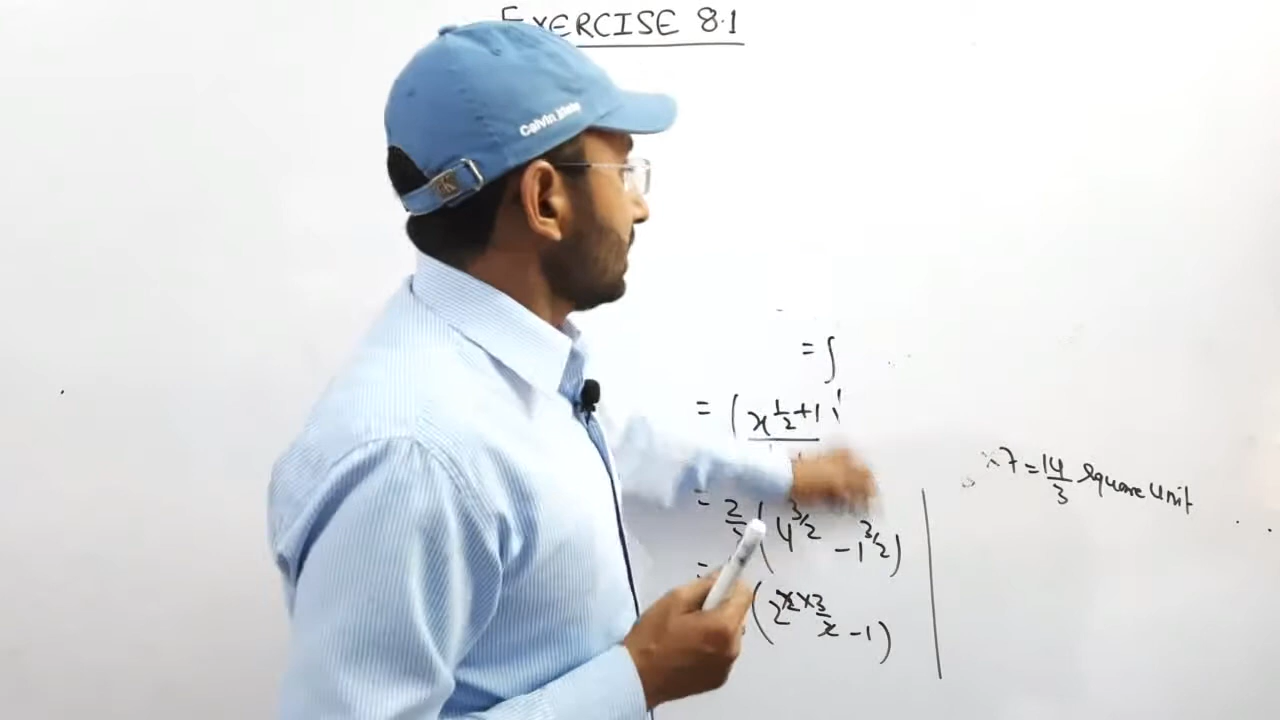 EXERCISE 8.1
Calvin Klein
CK
= ∫
= (x^{1/2+1})
= 2/3 (4^{3/2} - 1^{3/2})
= (2^{2×3/2} - 1)
×7 = 14/3 Square Unit